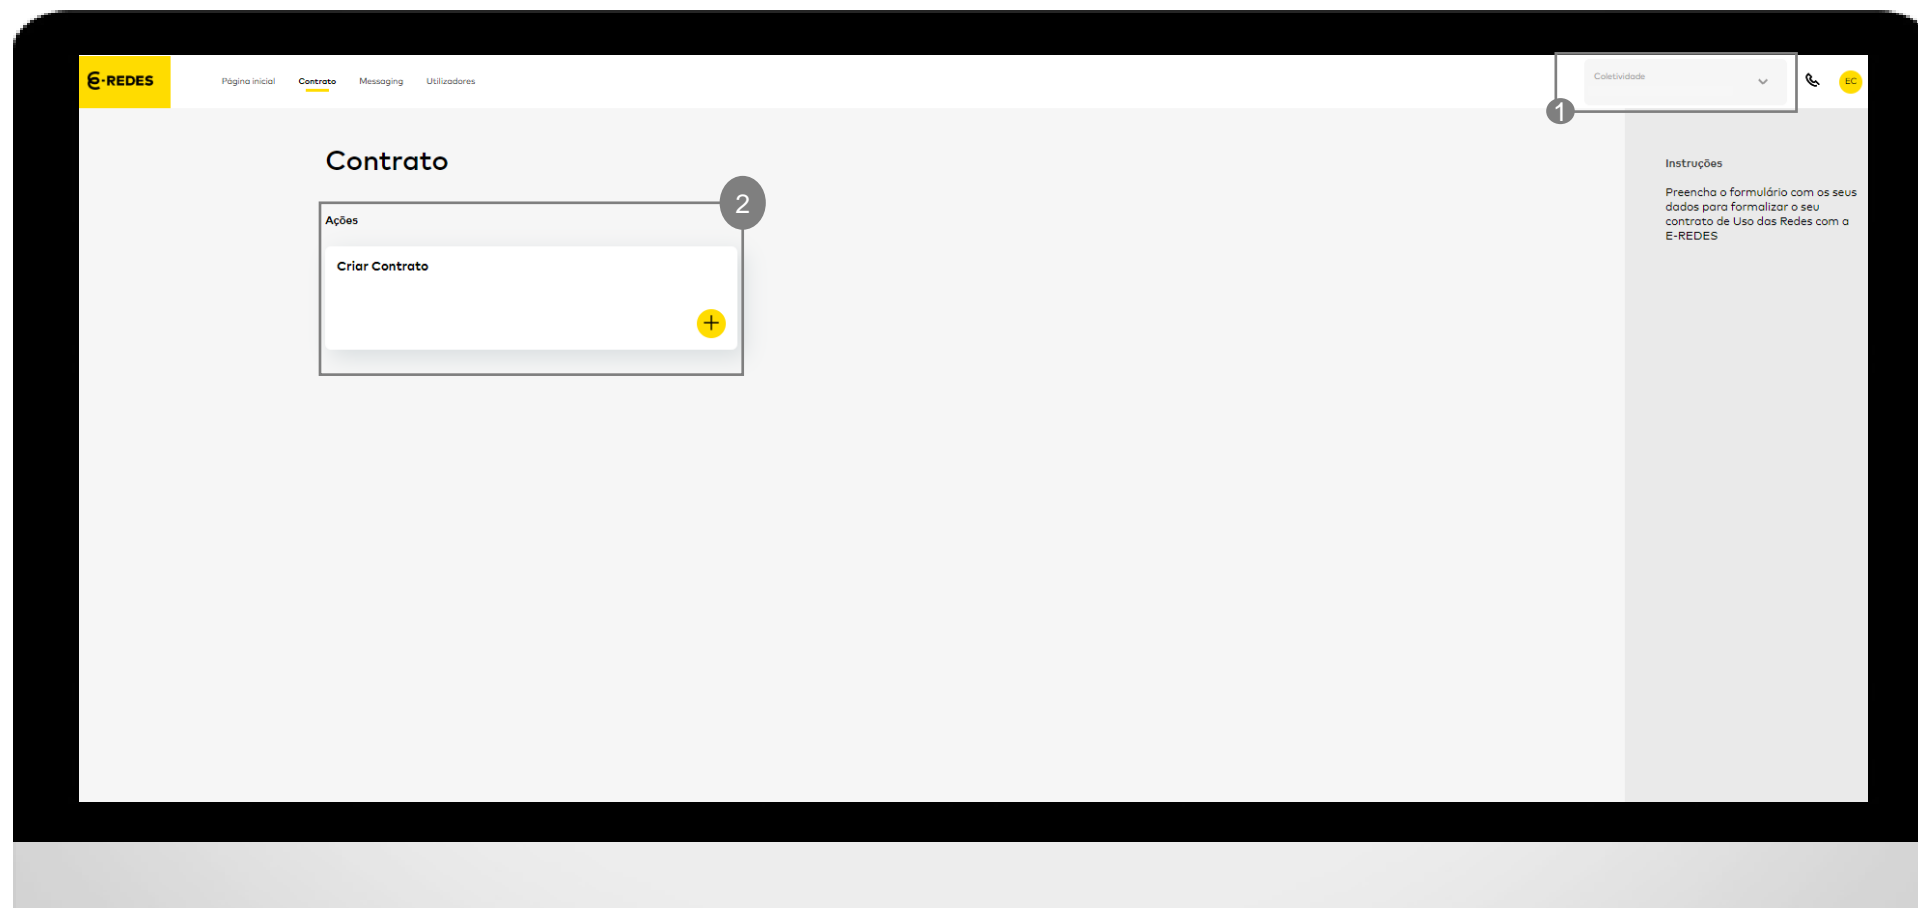 E-REDES
Página inicial
Contrato
Messaging
Utilizadores
Coletividade
EC
1
Contrato
2
Ações
Criar Contrato
Instruções
Preencha o formulário com os seus
dados para formalizar o seu
contrato de Uso das Redes com a
E-REDES